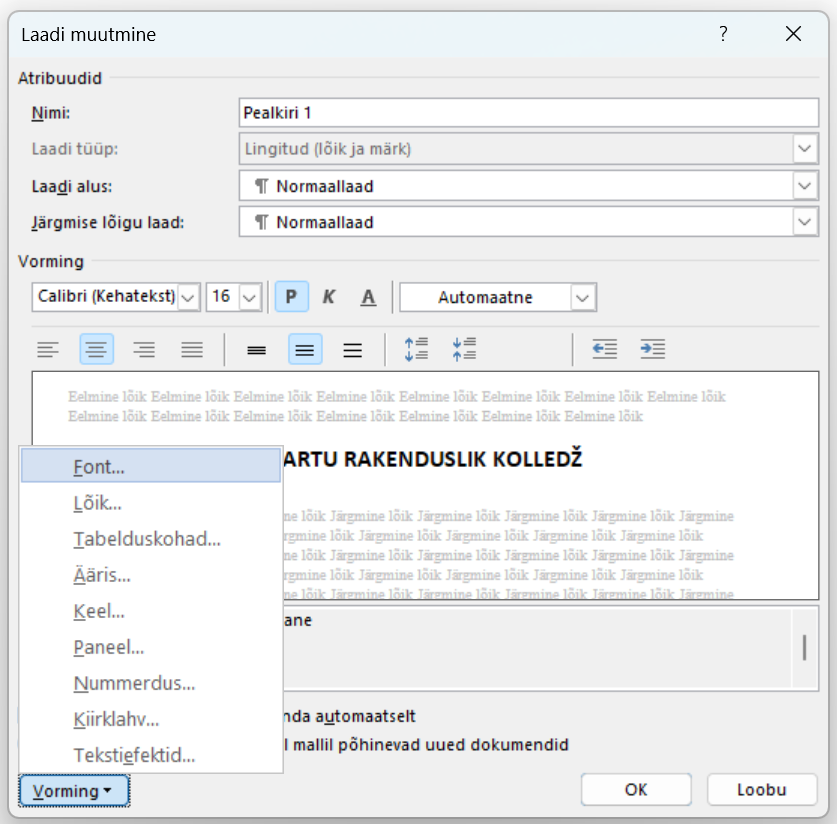 Laadi muutmine ?
Atribuudid
Nimi: Pealkiri 1
Laadi tüüp: Lingitud (lõik ja märk)
Laadi alus: ¶ Normaallaad
Järgmise lõigu laad: ¶ Normaallaad
Vorming
Calibri (Kehatekst) 16 P K A Automaatne
Eelmine lõik Eelmine lõik Eelmine lõik Eelmine lõik Eelmine lõik Eelmine lõik Eelmine lõik Eelmine lõik
Eelmine lõik Eelmine lõik Eelmine lõik Eelmine lõik Eelmine lõik Eelmine lõik Eelmine lõik
ARTU RAKENDUSLIK KOLLEDŽ
ne lõik Järgmine lõik Järgmine lõik Järgmine lõik Järgmine lõik Järgmine
rgmine lõik Järgmine lõik Järgmine lõik Järgmine lõik Järgmine lõik
ne lõik Järgmine lõik Järgmine lõik Järgmine lõik Järgmine lõik Järgmine
rgmine lõik Järgmine lõik Järgmine lõik Järgmine lõik Järgmine lõik
ne lõik Järgmine lõik Järgmine lõik Järgmine lõik Järgmine lõik Järgmine
ane
nda automaatselt
l mallil põhinevad uued dokumendid
Font...
Lõik...
Tabelduskohad...
Ääris...
Keel...
Paneel...
Nummerdus...
Kiirklahv...
Tekstiefektid...
Vorming OK Loobu